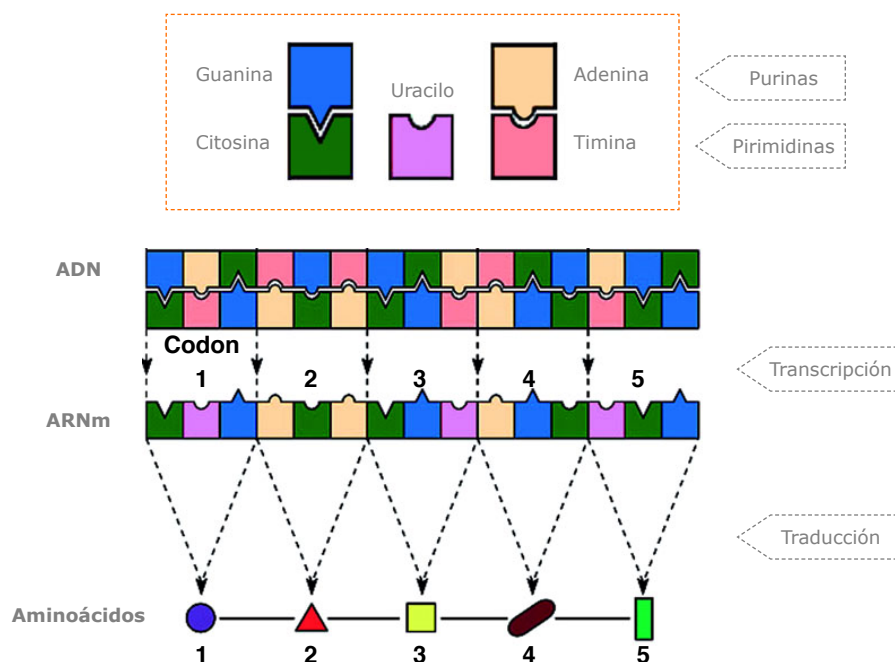 Guanina
Uracilo
Adenina
Purinas
Citosina
Timina
Pirimidinas
ADN
Codon
Transcripción
1 2 3 4 5
ARNm
Traducción
Aminoácidos
1 2 3 4 5